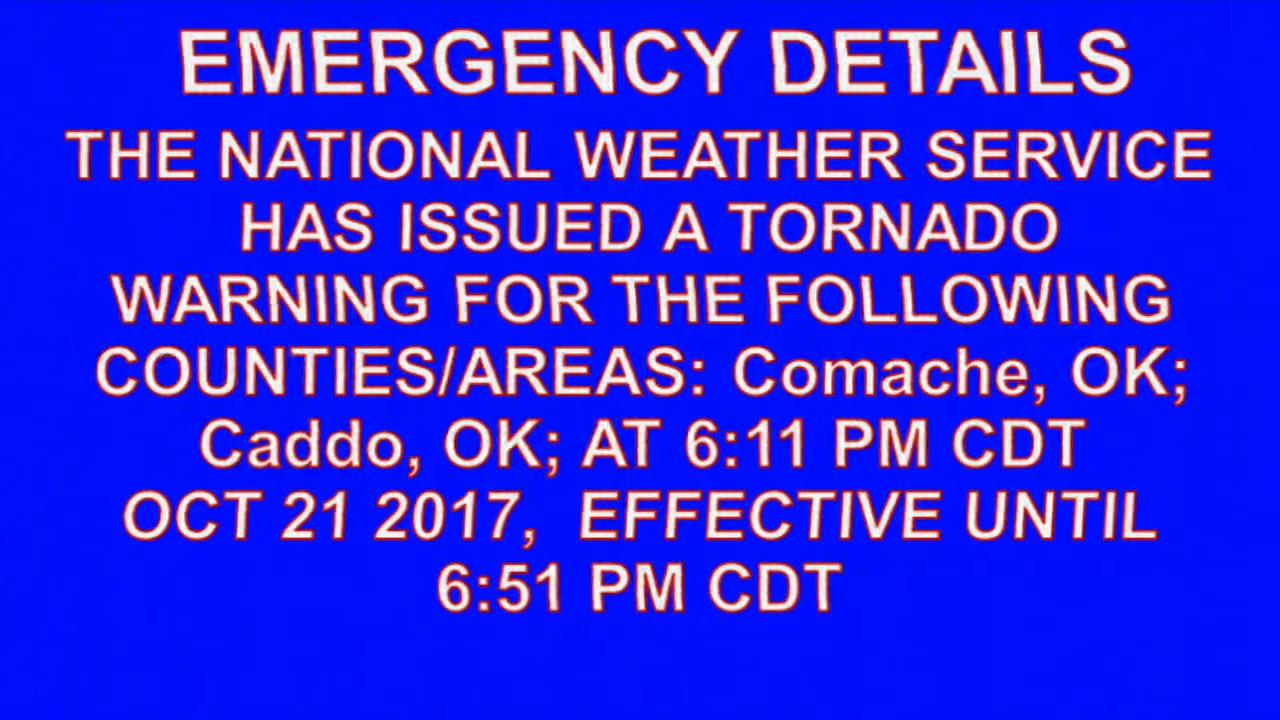 EMERGENCY DETAILS
THE NATIONAL WEATHER SERVICE
HAS ISSUED A TORNADO
WARNING FOR THE FOLLOWING
COUNTIES/AREAS: Comache, OK;
Caddo, OK; AT 6:11 PM CDT
OCT 21 2017, EFFECTIVE UNTIL
6:51 PM CDT